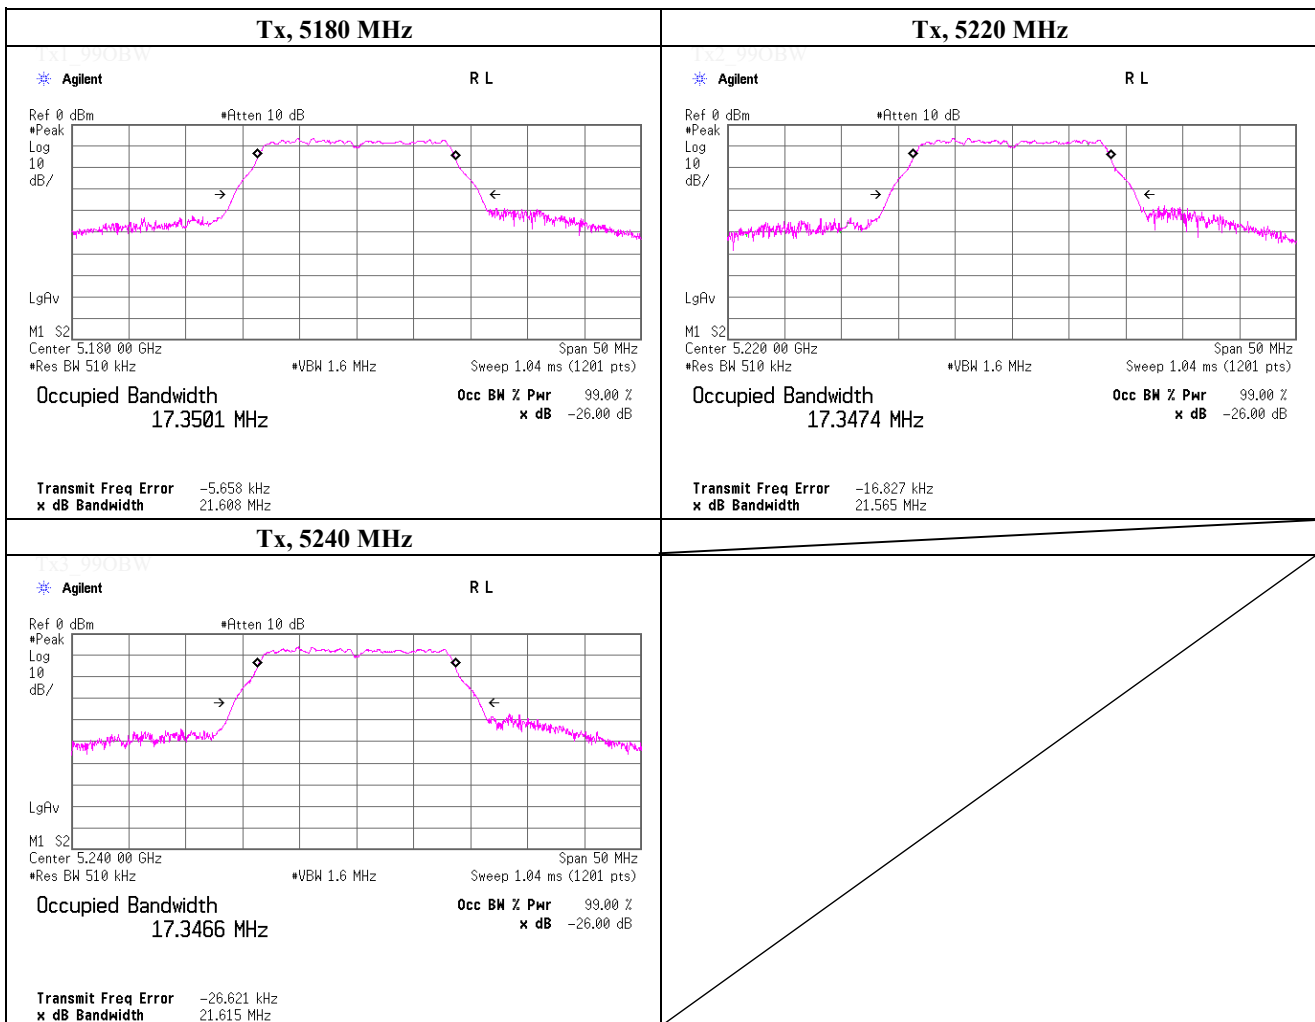 Tx, 5180 MHz
Tx1_99OBW
Agilent R L
Ref 0 dBm #Atten 10 dB
#Peak
Log
10
dB/
LgAv
M1 S2
Center 5.180 00 GHz Span 50 MHz
#Res BW 510 kHz #VBW 1.6 MHz Sweep 1.04 ms (1201 pts)
Occupied Bandwidth Occ BW % Pwr 99.00 %
17.3501 MHz x dB -26.00 dB
Transmit Freq Error -5.658 kHz
x dB Bandwidth 21.608 MHz
Tx, 5220 MHz
Tx2_99OBW
Agilent R L
Ref 0 dBm #Atten 10 dB
#Peak
Log
10
dB/
LgAv
M1 S2
Center 5.220 00 GHz Span 50 MHz
#Res BW 510 kHz #VBW 1.6 MHz Sweep 1.04 ms (1201 pts)
Occupied Bandwidth Occ BW % Pwr 99.00 %
17.3474 MHz x dB -26.00 dB
Transmit Freq Error -16.827 kHz
x dB Bandwidth 21.565 MHz
Tx, 5240 MHz
Tx3_99OBW
Agilent R L
Ref 0 dBm #Atten 10 dB
#Peak
Log
10
dB/
LgAv
M1 S2
Center 5.240 00 GHz Span 50 MHz
#Res BW 510 kHz #VBW 1.6 MHz Sweep 1.04 ms (1201 pts)
Occupied Bandwidth Occ BW % Pwr 99.00 %
17.3466 MHz x dB -26.00 dB
Transmit Freq Error -26.621 kHz
x dB Bandwidth 21.615 MHz